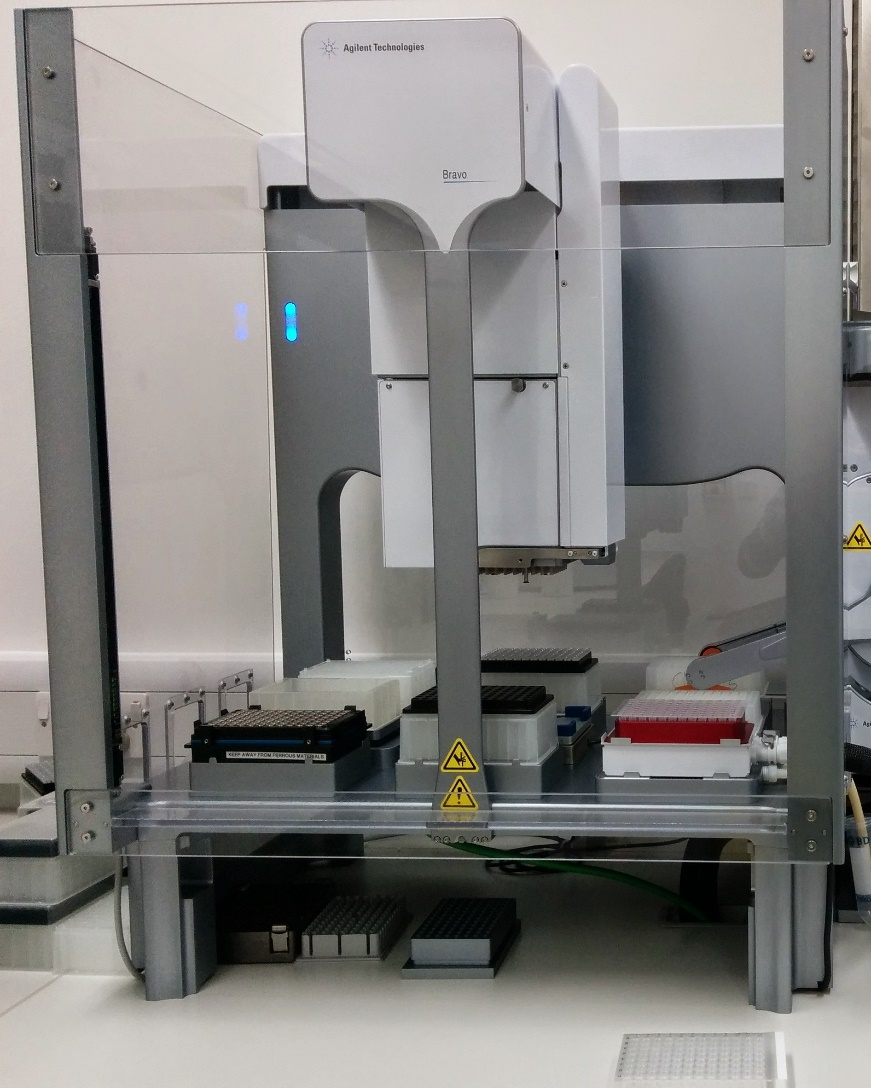 Agilent Technologies
Bravo
KEEP AWAY FROM FERROUS MATERIALS